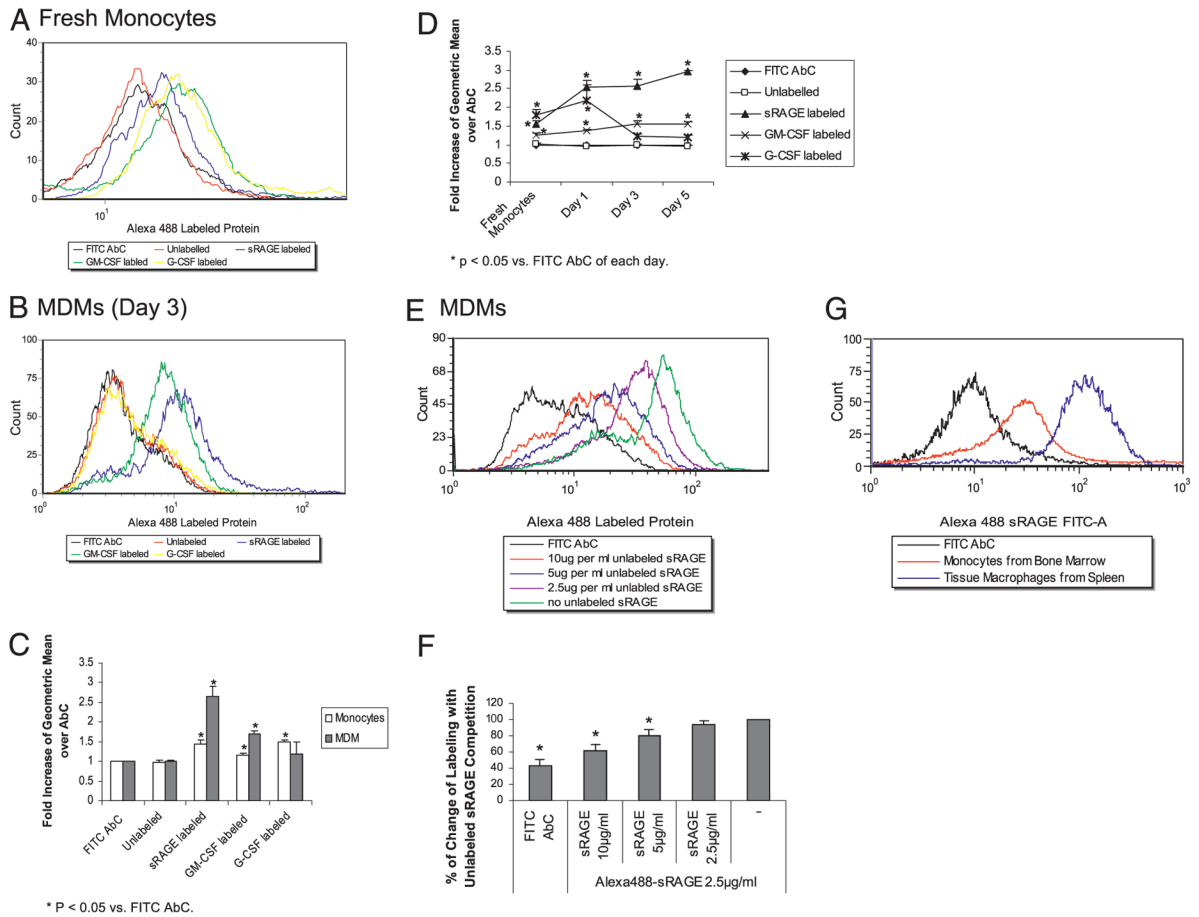 A Fresh Monocytes
40
30
20
10
0
Count
10¹
Alexa 488 Labeled Protein
FITC AbC Unlabelled sRAGE labeled
GM-CSF labled G-CSF labeled
B MDMs (Day 3)
100
75
50
25
0
Count
10⁰ 10¹ 10²
Alexa 488 Labeled Protein
FITC AbC Unlabeled sRAGE labeled
GM-CSF labeled G-CSF labeled
C
Fold Increase of Geometric Mean
over AbC
3.5
3
2.5
2
1.5
1
0.5
0
* * * * *
Monocytes
MDM
FITC AbC
Unlabeled
sRAGE labeled
GM-CSF labeled
G-CSF labeled
* P < 0.05 vs. FITC AbC.
D
Fold Increase of Geometric Mean
over AbC
3.5
3
2.5
2
1.5
1
0.5
0
* * * * * * * * * *
Fresh
Monocytes
Day 1
Day 3
Day 5
FITC AbC
Unlabelled
sRAGE labeled
GM-CSF labeled
G-CSF labeled
* p < 0.05 vs. FITC AbC of each day.
E MDMs
90
68
45
23
0
Count
10⁰ 10¹ 10²
Alexa 488 Labeled Protein
FITC AbC
10ug per ml unlabeled sRAGE
5ug per ml unlabeled sRAGE
2.5ug per ml unlabeled sRAGE
no unlabeled sRAGE
F
% of Change of Labeling with
Unlabeled sRAGE Competition
120
100
80
60
40
20
0
* * *
FITC
AbC
sRAGE
10µg/ml
sRAGE
5µg/ml
sRAGE
2.5µg/ml
-
Alexa488-sRAGE 2.5µg/ml
G
100
75
50
25
0
Count
10⁰ 10¹ 10² 10³
Alexa 488 sRAGE FITC-A
FITC AbC
Monocytes from Bone Marrow
Tissue Macrophages from Spleen